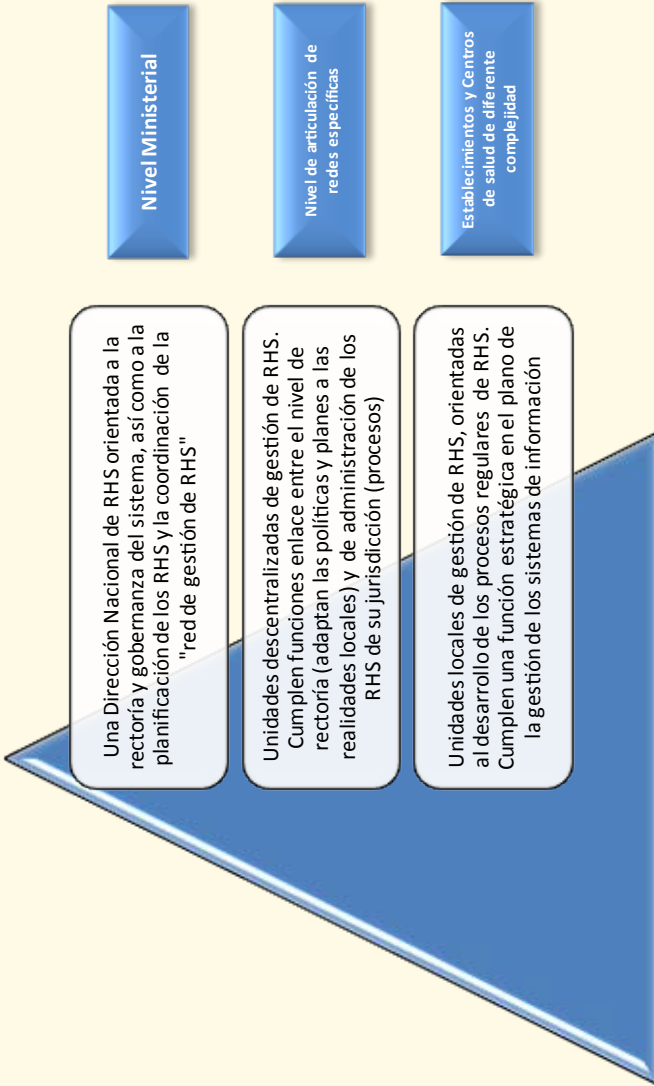 Una Dirección Nacional de RHS orientada a la
rectoría y gobernanza del sistema, así como a la
planificación de los RHS y la coordinación de la
"red de gestión de RHS"
Nivel Ministerial
Unidades descentralizadas de gestión de RHS.
Cumplen funciones enlace entre el nivel de
rectoría (adaptan las políticas y planes a las
realidades locales) y de administración de los
RHS de su jurisdicción (procesos)
Nivel de articulación de
redes específicas
Unidades locales de gestión de RHS, orientadas
al desarrollo de los procesos regulares de RHS.
Cumplen una función estratégica en el plano de
la gestión de los sistemas de información
Establecimientos y Centros
de salud de diferente
complejidad